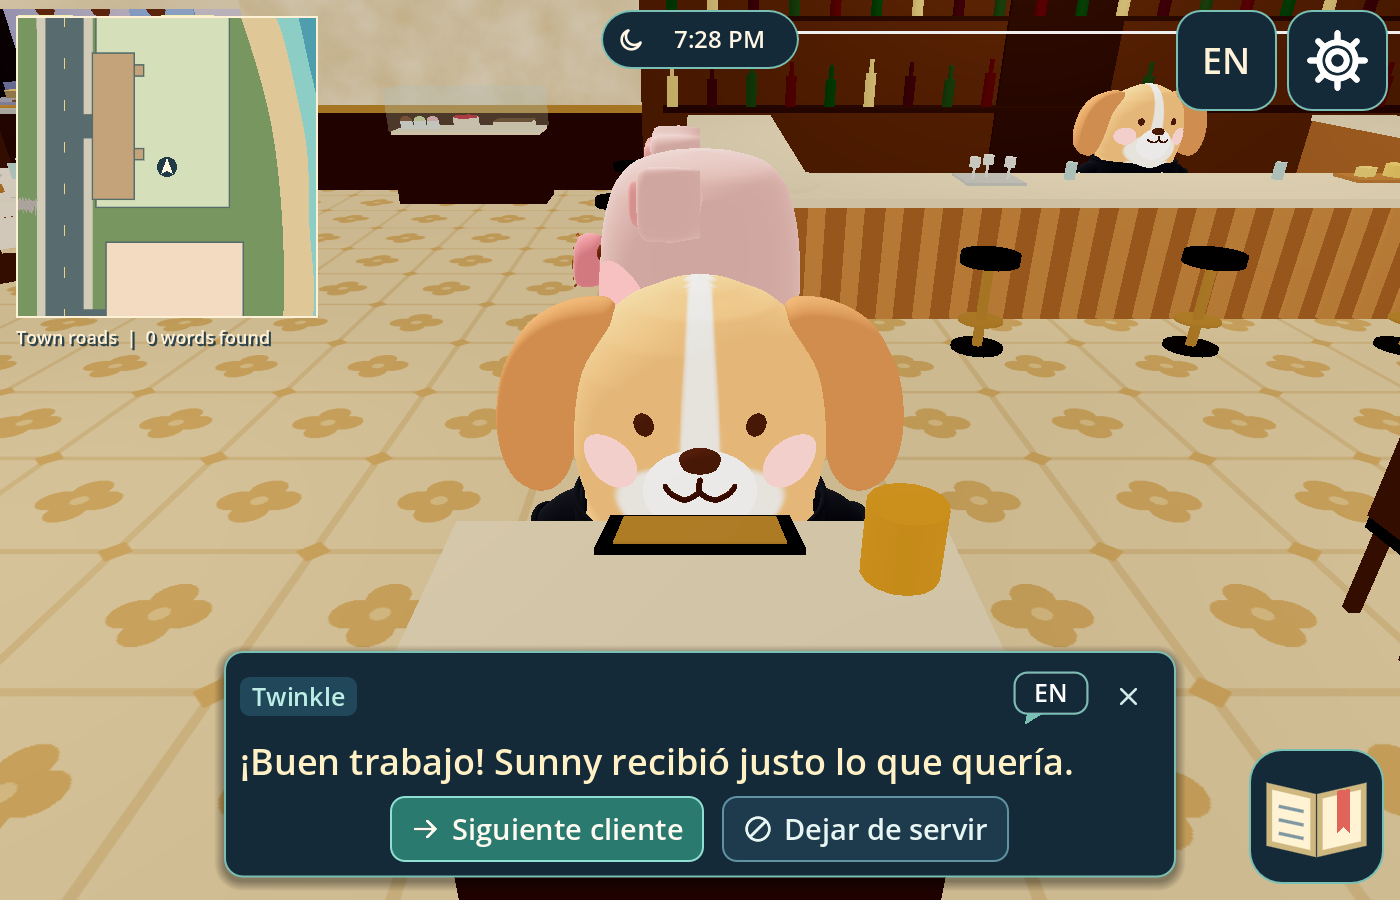 7:28 PM
EN
Town roads | 0 words found
Twinkle
EN
¡Buen trabajo! Sunny recibió justo lo que quería.
Siguiente cliente
Dejar de servir